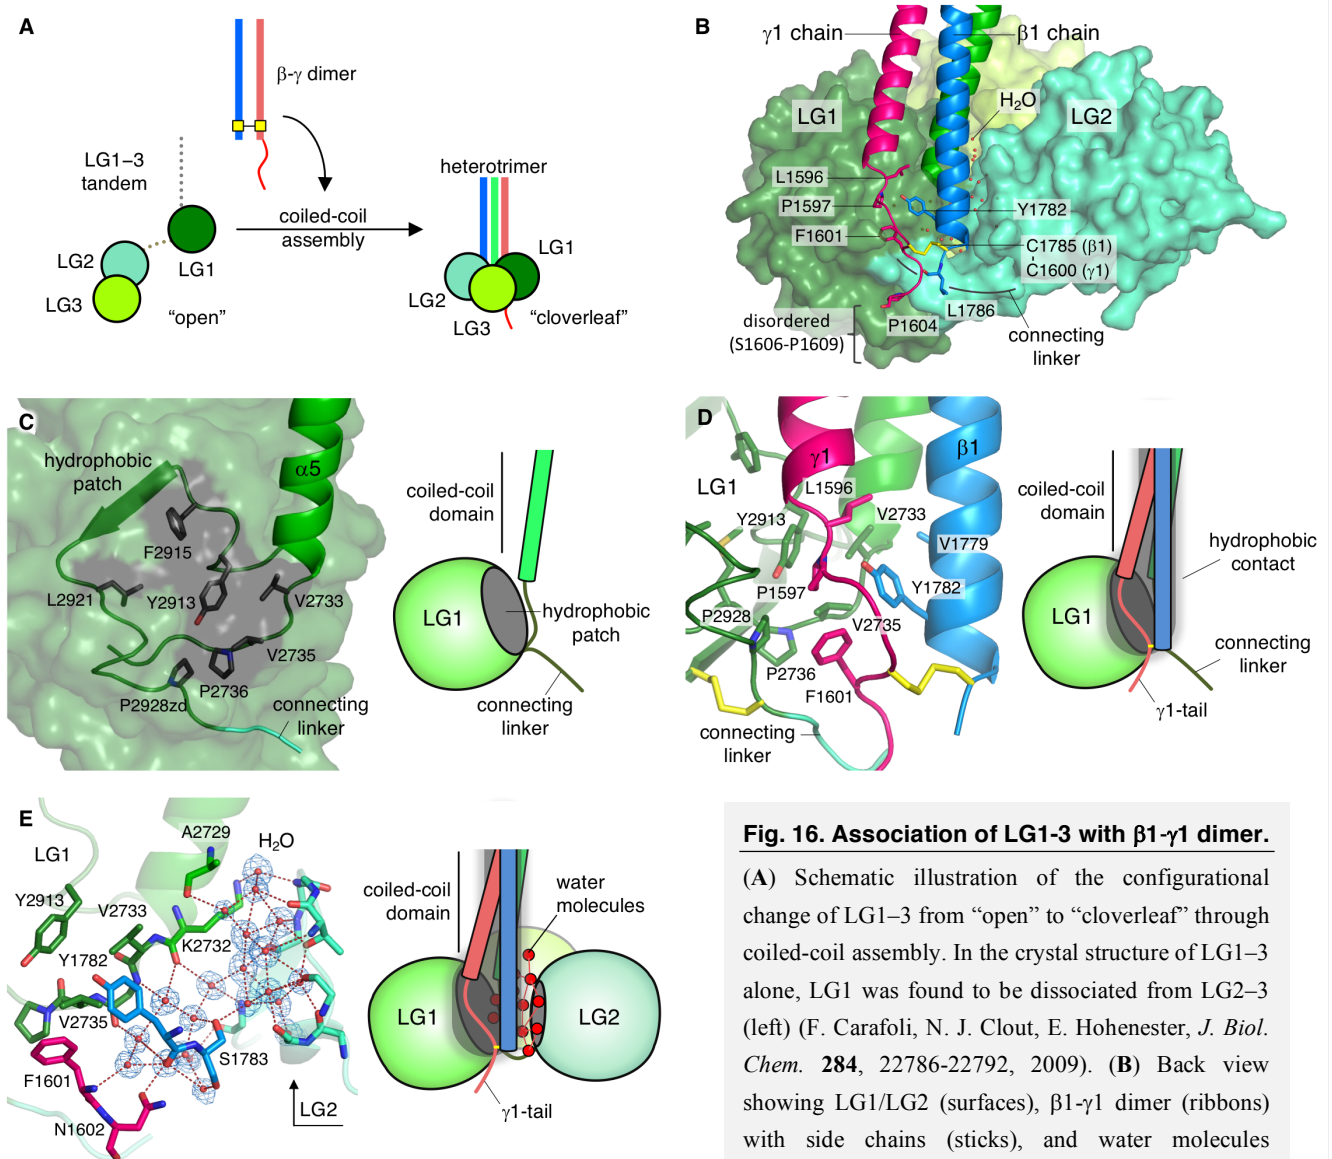 A
β-γ dimer
LG1–3
tandem
LG2
LG1
LG3
“open”
coiled-coil
assembly
heterotrimer
LG1
LG2
LG3
“cloverleaf”
B
γ1 chain
β1 chain
H₂O
LG1
LG2
L1596
P1597
Y1782
F1601
C1785 (β1)
C1600 (γ1)
L1786
P1604
disordered
(S1606-P1609)
connecting
linker
C
hydrophobic
patch
α5
F2915
L2921
Y2913
V2733
V2735
P2736
P2928zd
connecting
linker
coiled-coil
domain
LG1
hydrophobic
patch
connecting
linker
D
γ1
β1
LG1
L1596
Y2913
V2733
V1779
P1597
Y1782
P2928
V2735
P2736
F1601
connecting
linker
coiled-coil
domain
hydrophobic
contact
LG1
connecting
linker
γ1-tail
E
A2729
H₂O
LG1
Y2913
V2733
K2732
Y1782
V2735
S1783
F1601
LG2
N1602
coiled-coil
domain
water
molecules
LG1
LG2
γ1-tail
Fig. 16. Association of LG1-3 with β1-γ1 dimer.
(A) Schematic illustration of the configurational
change of LG1–3 from “open” to “cloverleaf” through
coiled-coil assembly. In the crystal structure of LG1–3
alone, LG1 was found to be dissociated from LG2–3
(left) (F. Carafoli, N. J. Clout, E. Hohenester, J. Biol.
Chem. 284, 22786-22792, 2009). (B) Back view
showing LG1/LG2 (surfaces), β1-γ1 dimer (ribbons)
with side chains (sticks), and water molecules